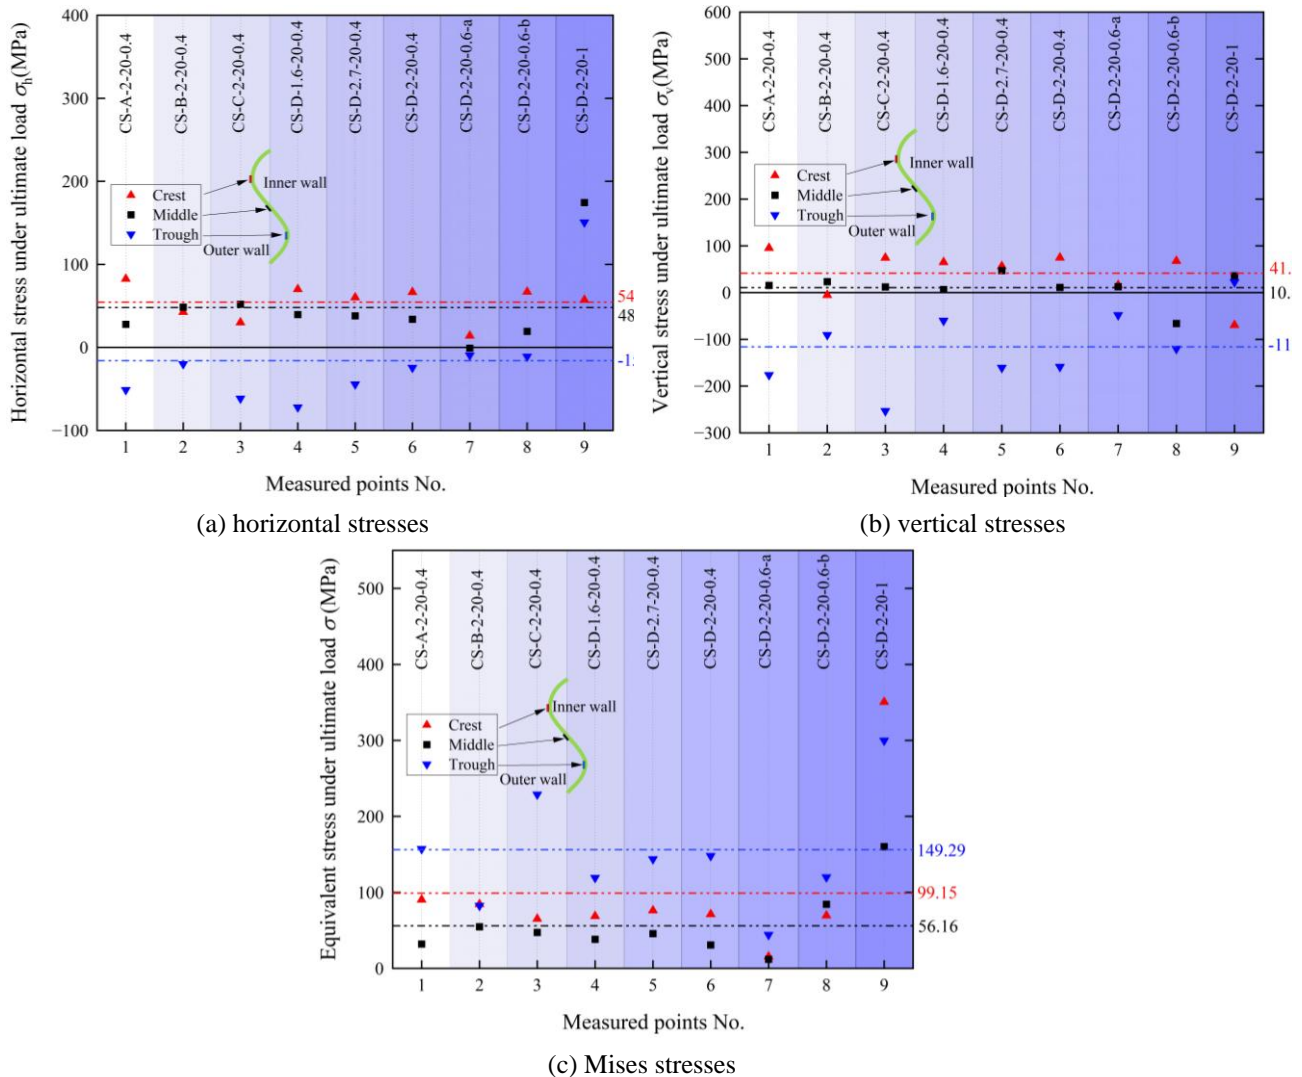 Horizontal stress under ultimate load σh(MPa)
400
300
200
100
0
−100
CS-A-2-20-0.4
CS-B-2-20-0.4
CS-C-2-20-0.4
CS-D-1.6-20-0.4
CS-D-2.7-20-0.4
CS-D-2-20-0.4
CS-D-2-20-0.6-a
CS-D-2-20-0.6-b
CS-D-2-20-1
Crest
Middle
Trough
Inner wall
Outer wall
54
48
1 2 3 4 5 6 7 8 9
Measured points No.
(a) horizontal stresses
Vertical stress under ultimate load σv(MPa)
600
500
400
300
200
100
0
−100
−200
−300
CS-A-2-20-0.4
CS-B-2-20-0.4
CS-C-2-20-0.4
CS-D-1.6-20-0.4
CS-D-2.7-20-0.4
CS-D-2-20-0.4
CS-D-2-20-0.6-a
CS-D-2-20-0.6-b
CS-D-2-20-1
Crest
Middle
Trough
Inner wall
Outer wall
41.
10.
-11
1 2 3 4 5 6 7 8 9
Measured points No.
(b) vertical stresses
Equivalent stress under ultimate load σ (MPa)
500
400
300
200
100
0
CS-A-2-20-0.4
CS-B-2-20-0.4
CS-C-2-20-0.4
CS-D-1.6-20-0.4
CS-D-2.7-20-0.4
CS-D-2-20-0.4
CS-D-2-20-0.6-a
CS-D-2-20-0.6-b
CS-D-2-20-1
Crest
Middle
Trough
Inner wall
Outer wall
149.29
99.15
56.16
1 2 3 4 5 6 7 8 9
Measured points No.
(c) Mises stresses